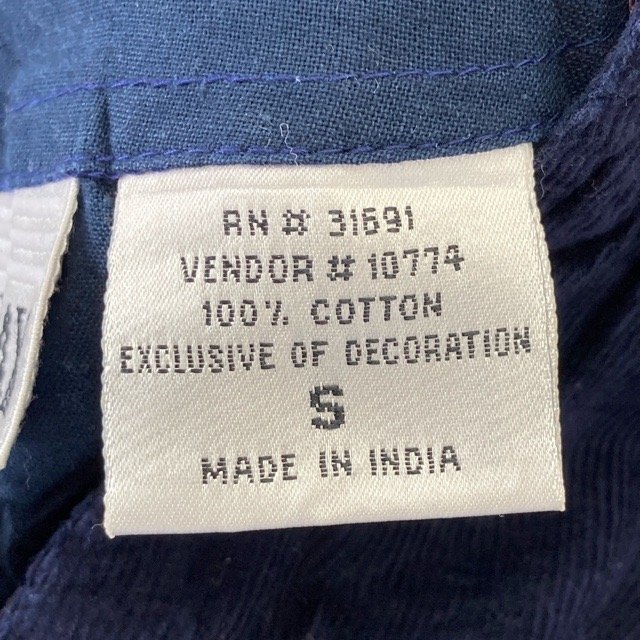 RN # 31691
VENDOR # 10774
100% COTTON
EXCLUSIVE OF DECORATION
S
MADE IN INDIA